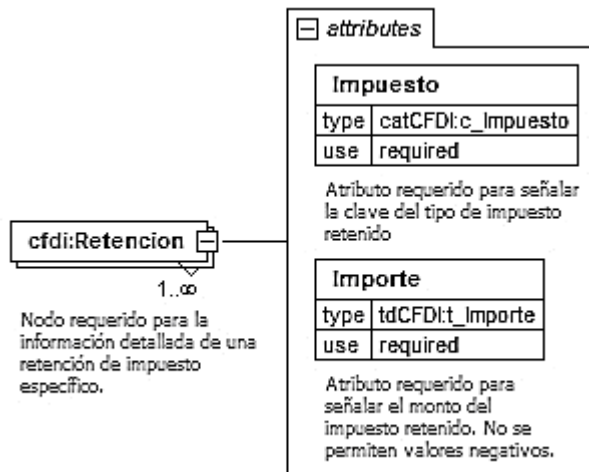 attributes
Impuesto
type catCFDI:c_Impuesto
use required
Atributo requerido para señalar
la clave del tipo de impuesto
retenido
cfdi:Retencion
1..∞
Nodo requerido para la
información detallada de una
retención de impuesto
específico.
Importe
type tdCFDI:t_Importe
use required
Atributo requerido para
señalar el monto del
impuesto retenido. No se
permiten valores negativos.